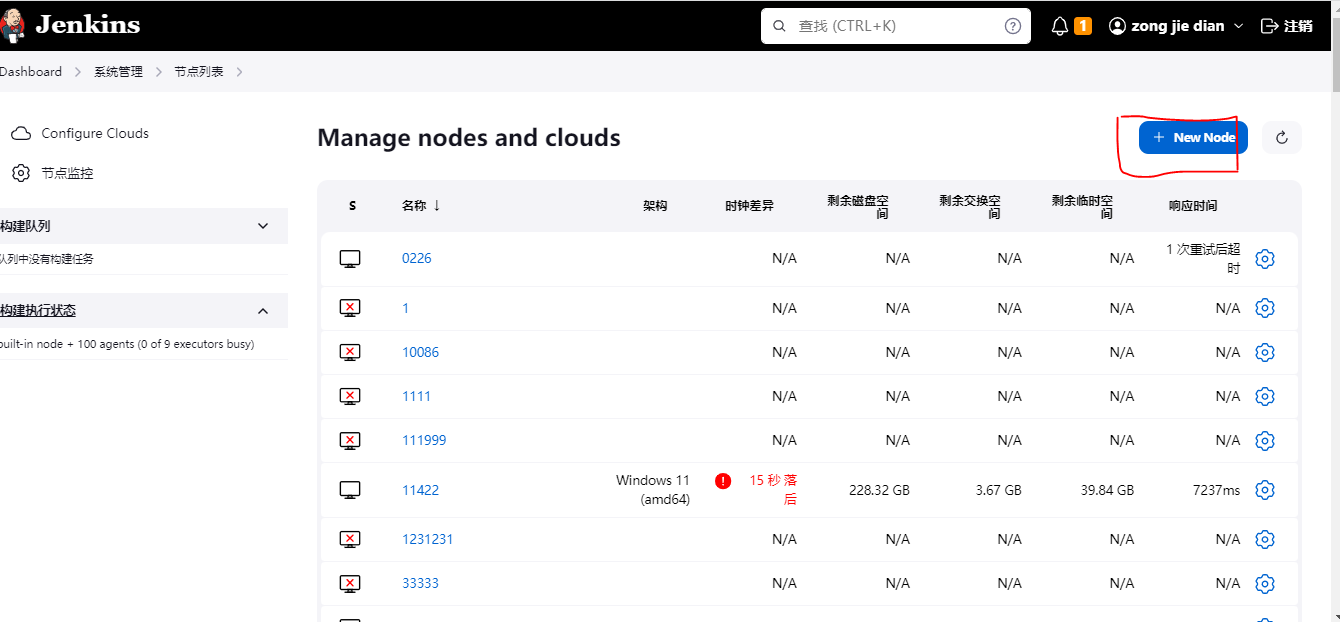 Jenkins
查找 (CTRL+K)
1
zong jie dian
注销
Dashboard
系统管理
节点列表
Configure Clouds
节点监控
构建队列
队列中没有构建任务
构建执行状态
built-in node + 100 agents (0 of 9 executors busy)
Manage nodes and clouds
+ New Node
S 名称 ↓ 架构 时钟差异 剩余磁盘空间 剩余交换空间 剩余临时空间 响应时间
0226 N/A N/A N/A N/A 1 次重试后超时
1 N/A N/A N/A N/A N/A
10086 N/A N/A N/A N/A N/A
1111 N/A N/A N/A N/A N/A
111999 N/A N/A N/A N/A N/A
11422 Windows 11 (amd64) 15 秒 落后 228.32 GB 3.67 GB 39.84 GB 7237ms
1231231 N/A N/A N/A N/A N/A
33333 N/A N/A N/A N/A N/A